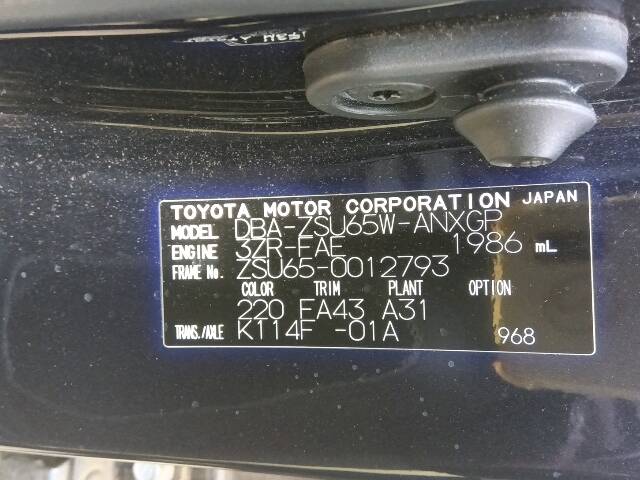 TOYOTA MOTOR CORPORATION JAPAN
MODEL DBA-ZSU65W-ANXGP
ENGINE 3ZR-FAE 1986 mL
FRAME No. ZSU65-0012793
COLOR TRIM PLANT OPTION
220 FA43 A31
TRANS./AXLE K114F -01A 968